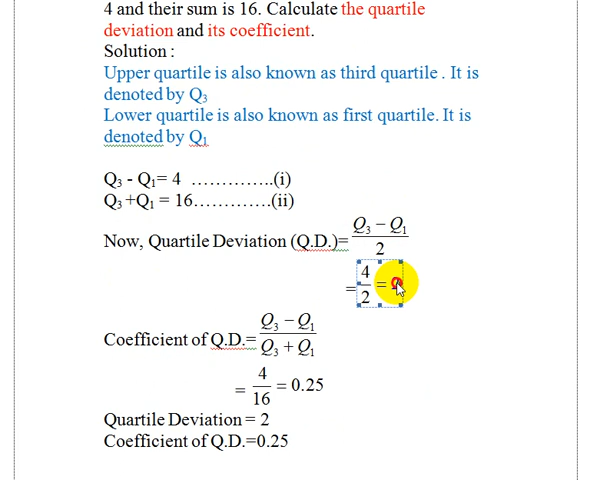 4 and their sum is 16. Calculate the quartile
deviation and its coefficient.
Solution :
Upper quartile is also known as third quartile . It is
denoted by Q₃
Lower quartile is also known as first quartile. It is
denoted by Q₁
Q₃ - Q₁= 4 ………….(i)
Q₃ +Q₁ = 16………….(ii)
Now, Quartile Deviation (Q.D.)= (Q₃ − Q₁)/2
= 4/2 =
Coefficient of Q.D.= (Q₃ − Q₁)/(Q₃ + Q₁)
= 4/16 = 0.25
Quartile Deviation = 2
Coefficient of Q.D.=0.25